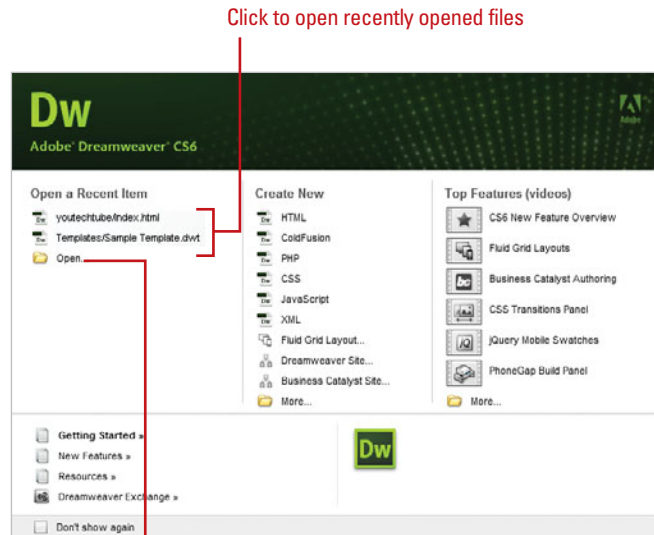 Click to open recently opened files
Dw
Adobe® Dreamweaver® CS6
Adobe
Open a Recent Item
youtechtube/index.html
Templates/Sample Template.dwt
Open...
Create New
HTML
ColdFusion
PHP
CSS
JavaScript
XML
Fluid Grid Layout...
Dreamweaver Site...
Business Catalyst Site...
More...
Top Features (videos)
CS6 New Feature Overview
Fluid Grid Layouts
Business Catalyst Authoring
CSS Transitions Panel
jQuery Mobile Swatches
PhoneGap Build Panel
More...
Getting Started »
New Features »
Resources »
Dreamweaver Exchange »
Dw
Don't show again